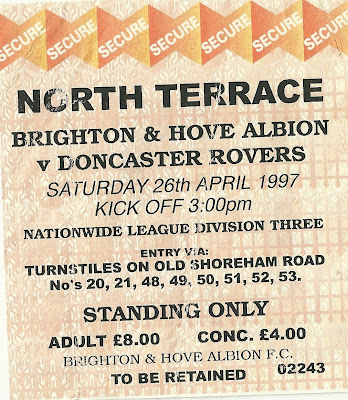 SECURE SECURE SECURE SECURE SECURE SECURE SECURE
NORTH TERRACE
BRIGHTON & HOVE ALBION
v DONCASTER ROVERS
SATURDAY 26th APRIL 1997
KICK OFF 3:00pm
NATIONWIDE LEAGUE DIVISION THREE
ENTRY VIA:
TURNSTILES ON OLD SHOREHAM ROAD
No's 20, 21, 48, 49, 50, 51, 52, 53.
STANDING ONLY
ADULT £8.00 CONC. £4.00
BRIGHTON & HOVE ALBION F.C.
TO BE RETAINED 02243